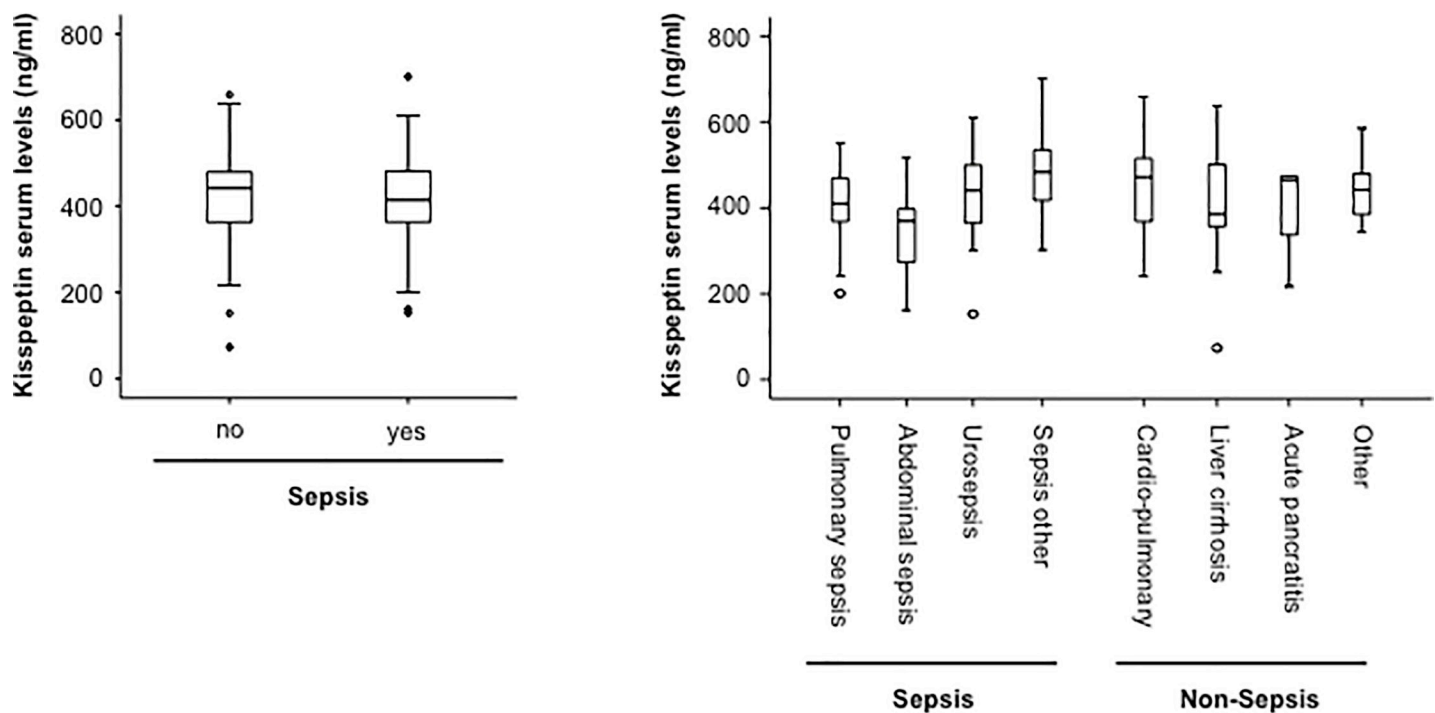 Kisspeptin serum levels (ng/ml)
800
600
400
200
0
no
yes
Sepsis
Kisspeptin serum levels (ng/ml)
800
600
400
200
0
Pulmonary sepsis
Abdominal sepsis
Urosepsis
Sepsis other
Cardio-pulmonary
Liver cirrhosis
Acute pancratitis
Other
Sepsis
Non-Sepsis